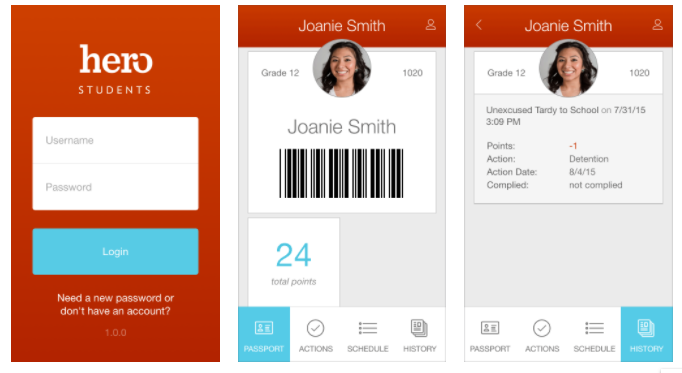 hero
STUDENTS
Username
Password
Login
Need a new password or
don't have an account?
1.0.0
Joanie Smith
Grade 12
1020
Joanie Smith
24
total points
PASSPORT
ACTIONS
SCHEDULE
HISTORY
Joanie Smith
Grade 12
1020
Unexcused Tardy to School on 7/31/15
3:09 PM
Points: -1
Action: Detention
Action Date: 8/4/15
Complied: not complied
PASSPORT
ACTIONS
SCHEDULE
HISTORY